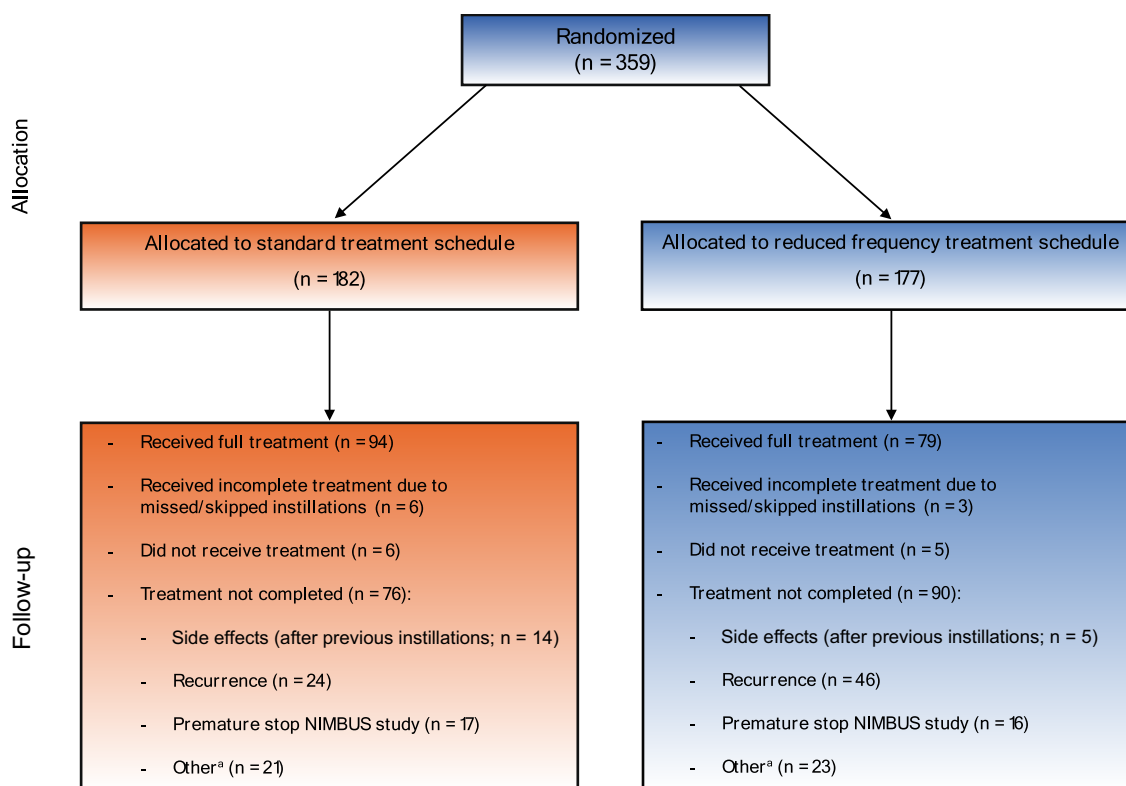 Randomized
(n = 359)
Allocation
Allocated to standard treatment schedule
(n = 182)
Allocated to reduced frequency treatment schedule
(n = 177)
Follow-up
- Received full treatment (n = 94)
- Received incomplete treatment due to
missed/skipped instillations (n = 6)
- Did not receive treatment (n = 6)
- Treatment not completed (n = 76):
- Side effects (after previous instillations; n = 14)
- Recurrence (n = 24)
- Premature stop NIMBUS study (n = 17)
- Otherᵃ (n = 21)
- Received full treatment (n = 79)
- Received incomplete treatment due to
missed/skipped instillations (n = 3)
- Did not receive treatment (n = 5)
- Treatment not completed (n = 90):
- Side effects (after previous instillations; n = 5)
- Recurrence (n = 46)
- Premature stop NIMBUS study (n = 16)
- Otherᵃ (n = 23)